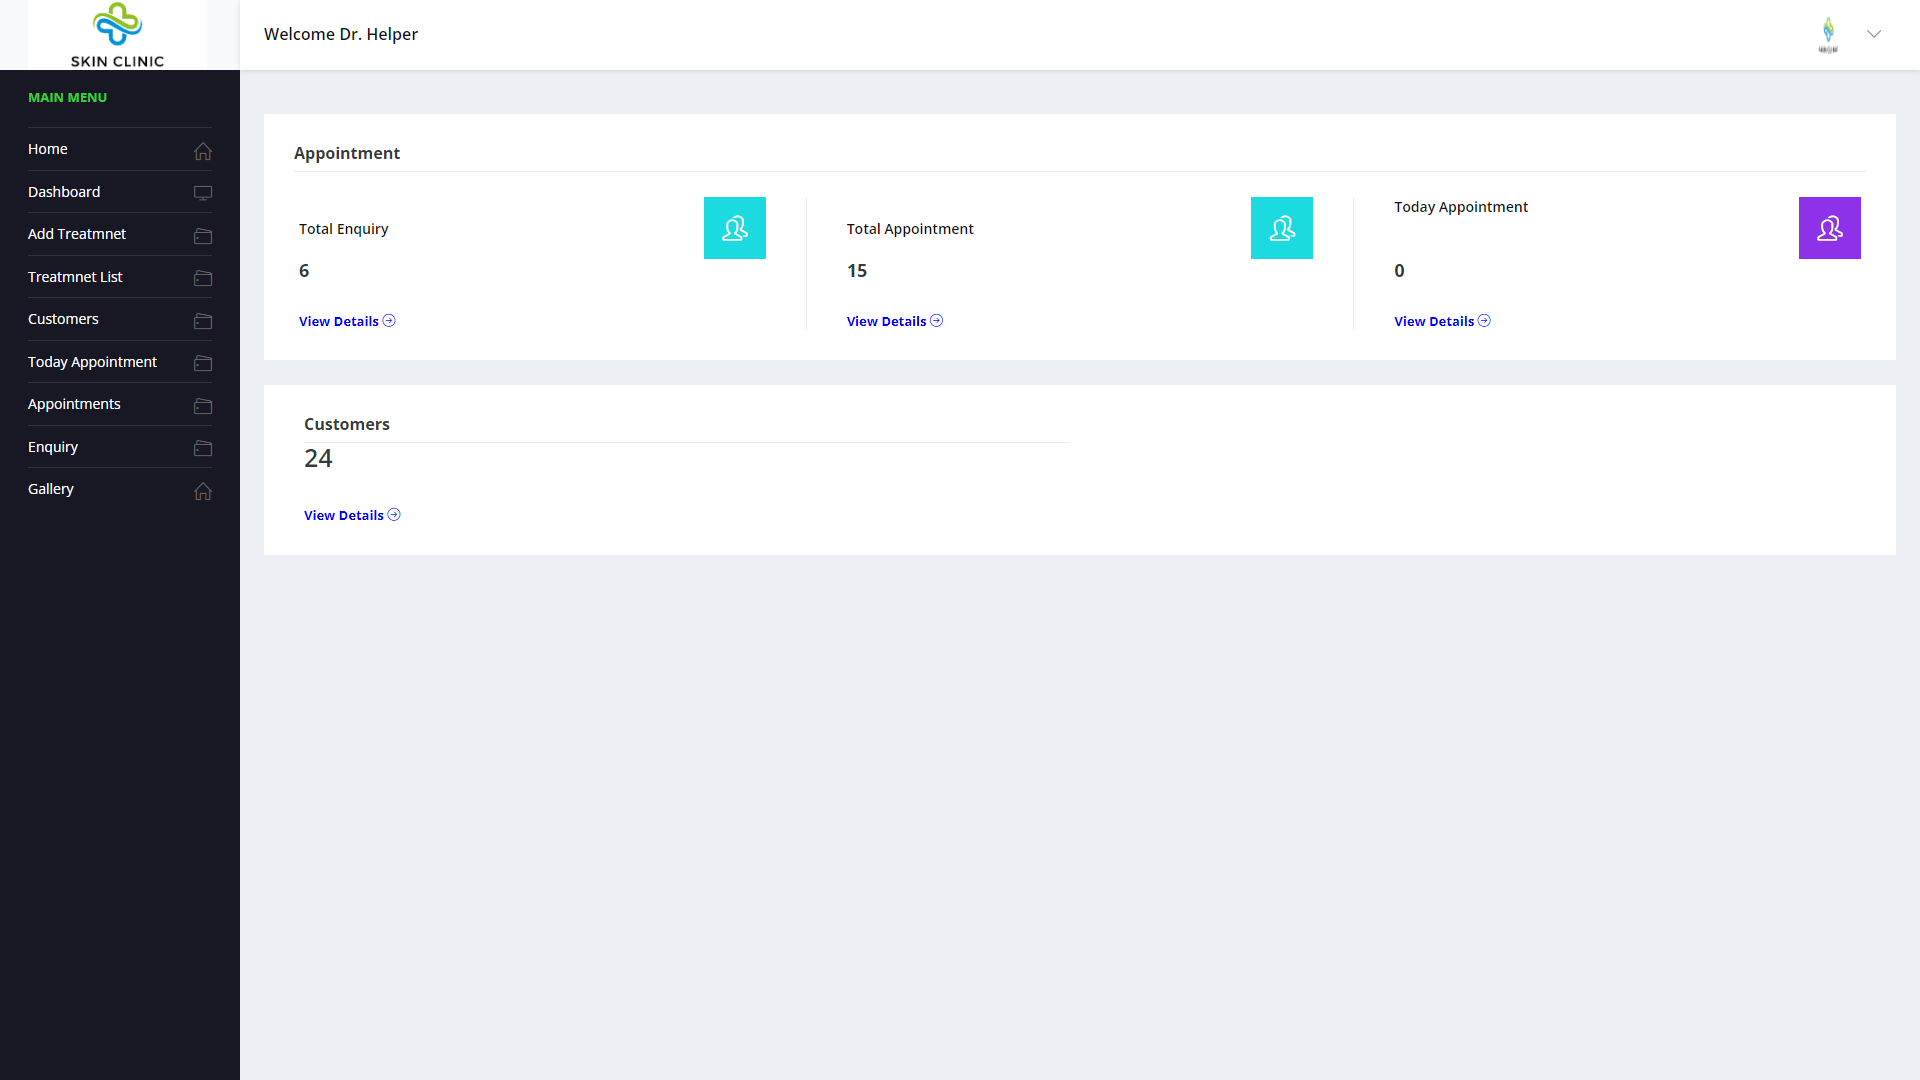 SKIN CLINIC
Welcome Dr. Helper
MAIN MENU
Home
Dashboard
Add Treatmnet
Treatmnet List
Customers
Today Appointment
Appointments
Enquiry
Gallery
Appointment
Total Enquiry
6
View Details
Total Appointment
15
View Details
Today Appointment
0
View Details
Customers
24
View Details